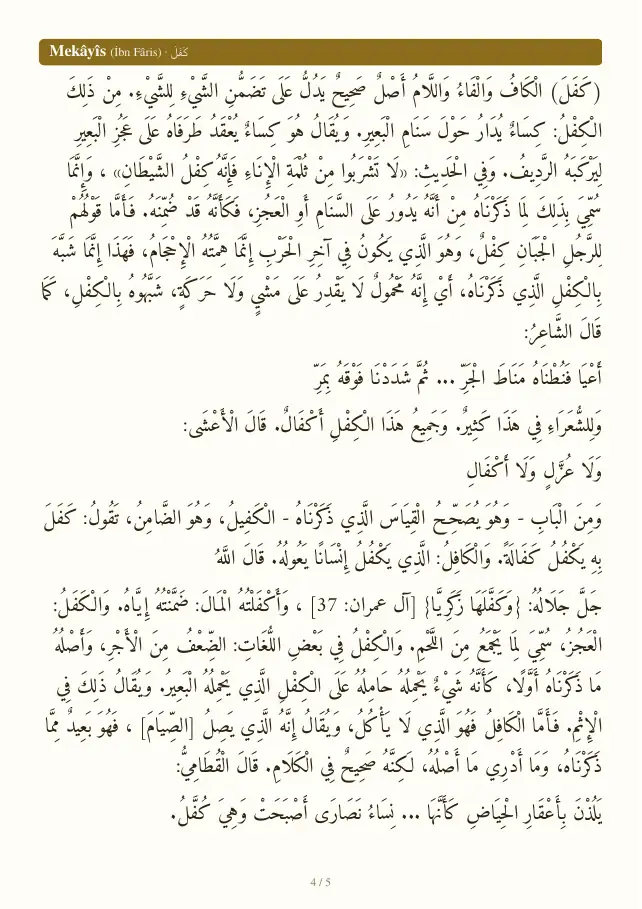 Mekâyîs (İbn Fâris) · كَفَلَ
(كَفَلَ) الْكَافُ وَالْفَاءُ وَاللَّامُ أَصْلٌ صَحِيحٌ يَدُلُّ عَلَى تَضَمُّنِ الشَّيْءِ لِلشَّيْءِ. مِنْ ذَلِكَ
الْكِفْلُ: كِسَاءٌ يُدَارُ حَوْلَ سَنَامِ الْبَعِيرِ. وَيُقَالُ هُوَ كِسَاءٌ يُعْقَدُ طَرَفَاهُ عَلَى عَجُزِ الْبَعِيرِ
لِيَرْكَبَهُ الرَّدِيفُ. وَفِي الْحَدِيثِ: «لَا تَشْرَبُوا مِنْ ثُلْمَةِ الْإِنَاءِ فَإِنَّهُ كِفْلُ الشَّيْطَانِ» ، وَإِنَّمَا
سُمِّيَ بِذَلِكَ لِمَا ذَكَرْنَاهُ مِنْ أَنَّهُ يَدُورُ عَلَى السَّنَامِ أَوِ الْعَجُزِ، فَكَأَنَّهُ قَدْ ضُمِّنَهُ. فَأَمَّا قَوْلُهُمْ
لِلرَّجُلِ الْجَبَانِ كِفْلٌ، وَهُوَ الَّذِي يَكُونُ فِي آخِرِ الْحَرْبِ إِنَّمَا هِمَّتُهُ الْإِحْجَامُ، فَهَذَا إِنَّمَا شَبَّهَ
بِالْكِفْلِ الَّذِي ذَكَرْنَاهُ، أَيْ إِنَّهُ مَحْمُولٌ لَا يَقْدِرُ عَلَى مَشْيٍ وَلَا حَرَكَةٍ، شَبَّهُوهُ بِالْكِفْلِ، كَمَا
قَالَ الشَّاعِرُ:
أَعْيَا فَنُطْنَاهُ مَنَاطَ الْجَرِّ ... ثُمَّ شَدَدْنَا فَوْقَهُ بِمَرِّ
وَلِلشُّعَرَاءِ فِي هَذَا كَثِيرٌ. وَجَمِيعُ هَذَا الْكِفْلِ أَكْفَالٌ. قَالَ الْأَعْشَى:
وَلَا عُزَّلٍ وَلَا أَكْفَالِ
وَمِنَ الْبَابِ - وَهُوَ يُصَحِّحُ الْقِيَاسَ الَّذِي ذَكَرْنَاهُ - الْكَفِيلُ، وَهُوَ الضَّامِنُ، تَقُولُ: كَفَلَ
بِهِ يَكْفُلُ كَفَالَةً. وَالْكَافِلُ: الَّذِي يَكْفُلُ إِنْسَانًا يَعُولُهُ. قَالَ اللَّهُ
جَلَّ جَلَالُهُ: {وَكَفَّلَهَا زَكَرِيَّا} [آل عمران: 37] ، وَأَكْفَلْتُهُ الْمَالَ: ضَمَّنْتُهُ إِيَّاهُ. وَالْكَفَلُ:
الْعَجُزُ، سُمِّيَ لِمَا يَجْمَعُ مِنَ اللَّحْمِ. وَالْكِفْلُ فِي بَعْضِ اللُّغَاتِ: الضِّعْفُ مِنَ الْأَجْرِ، وَأَصْلُهُ
مَا ذَكَرْنَاهُ أَوَّلًا، كَأَنَّهُ شَيْءٌ يَحْمِلُهُ حَامِلُهُ عَلَى الْكِفْلِ الَّذِي يَحْمِلُهُ الْبَعِيرُ. وَيُقَالُ ذَلِكَ فِي
الْإِثْمِ. فَأَمَّا الْكَافِلُ فَهُوَ الَّذِي لَا يَأْكُلُ، وَيُقَالُ إِنَّهُ الَّذِي يَصِلُ [الصِّيَامَ] ، فَهُوَ بَعِيدٌ مِمَّا
ذَكَرْنَاهُ، وَمَا أَدْرِي مَا أَصْلُهُ، لَكِنَّهُ صَحِيحٌ فِي الْكَلَامِ. قَالَ الْقُطَامِيُّ:
يَلُذْنَ بِأَعْقَارِ الْحِيَاضِ كَأَنَّهَا ... نِسَاءُ نَصَارَى أَصْبَحَتْ وَهِيَ كُفَّلُ.
4 / 5